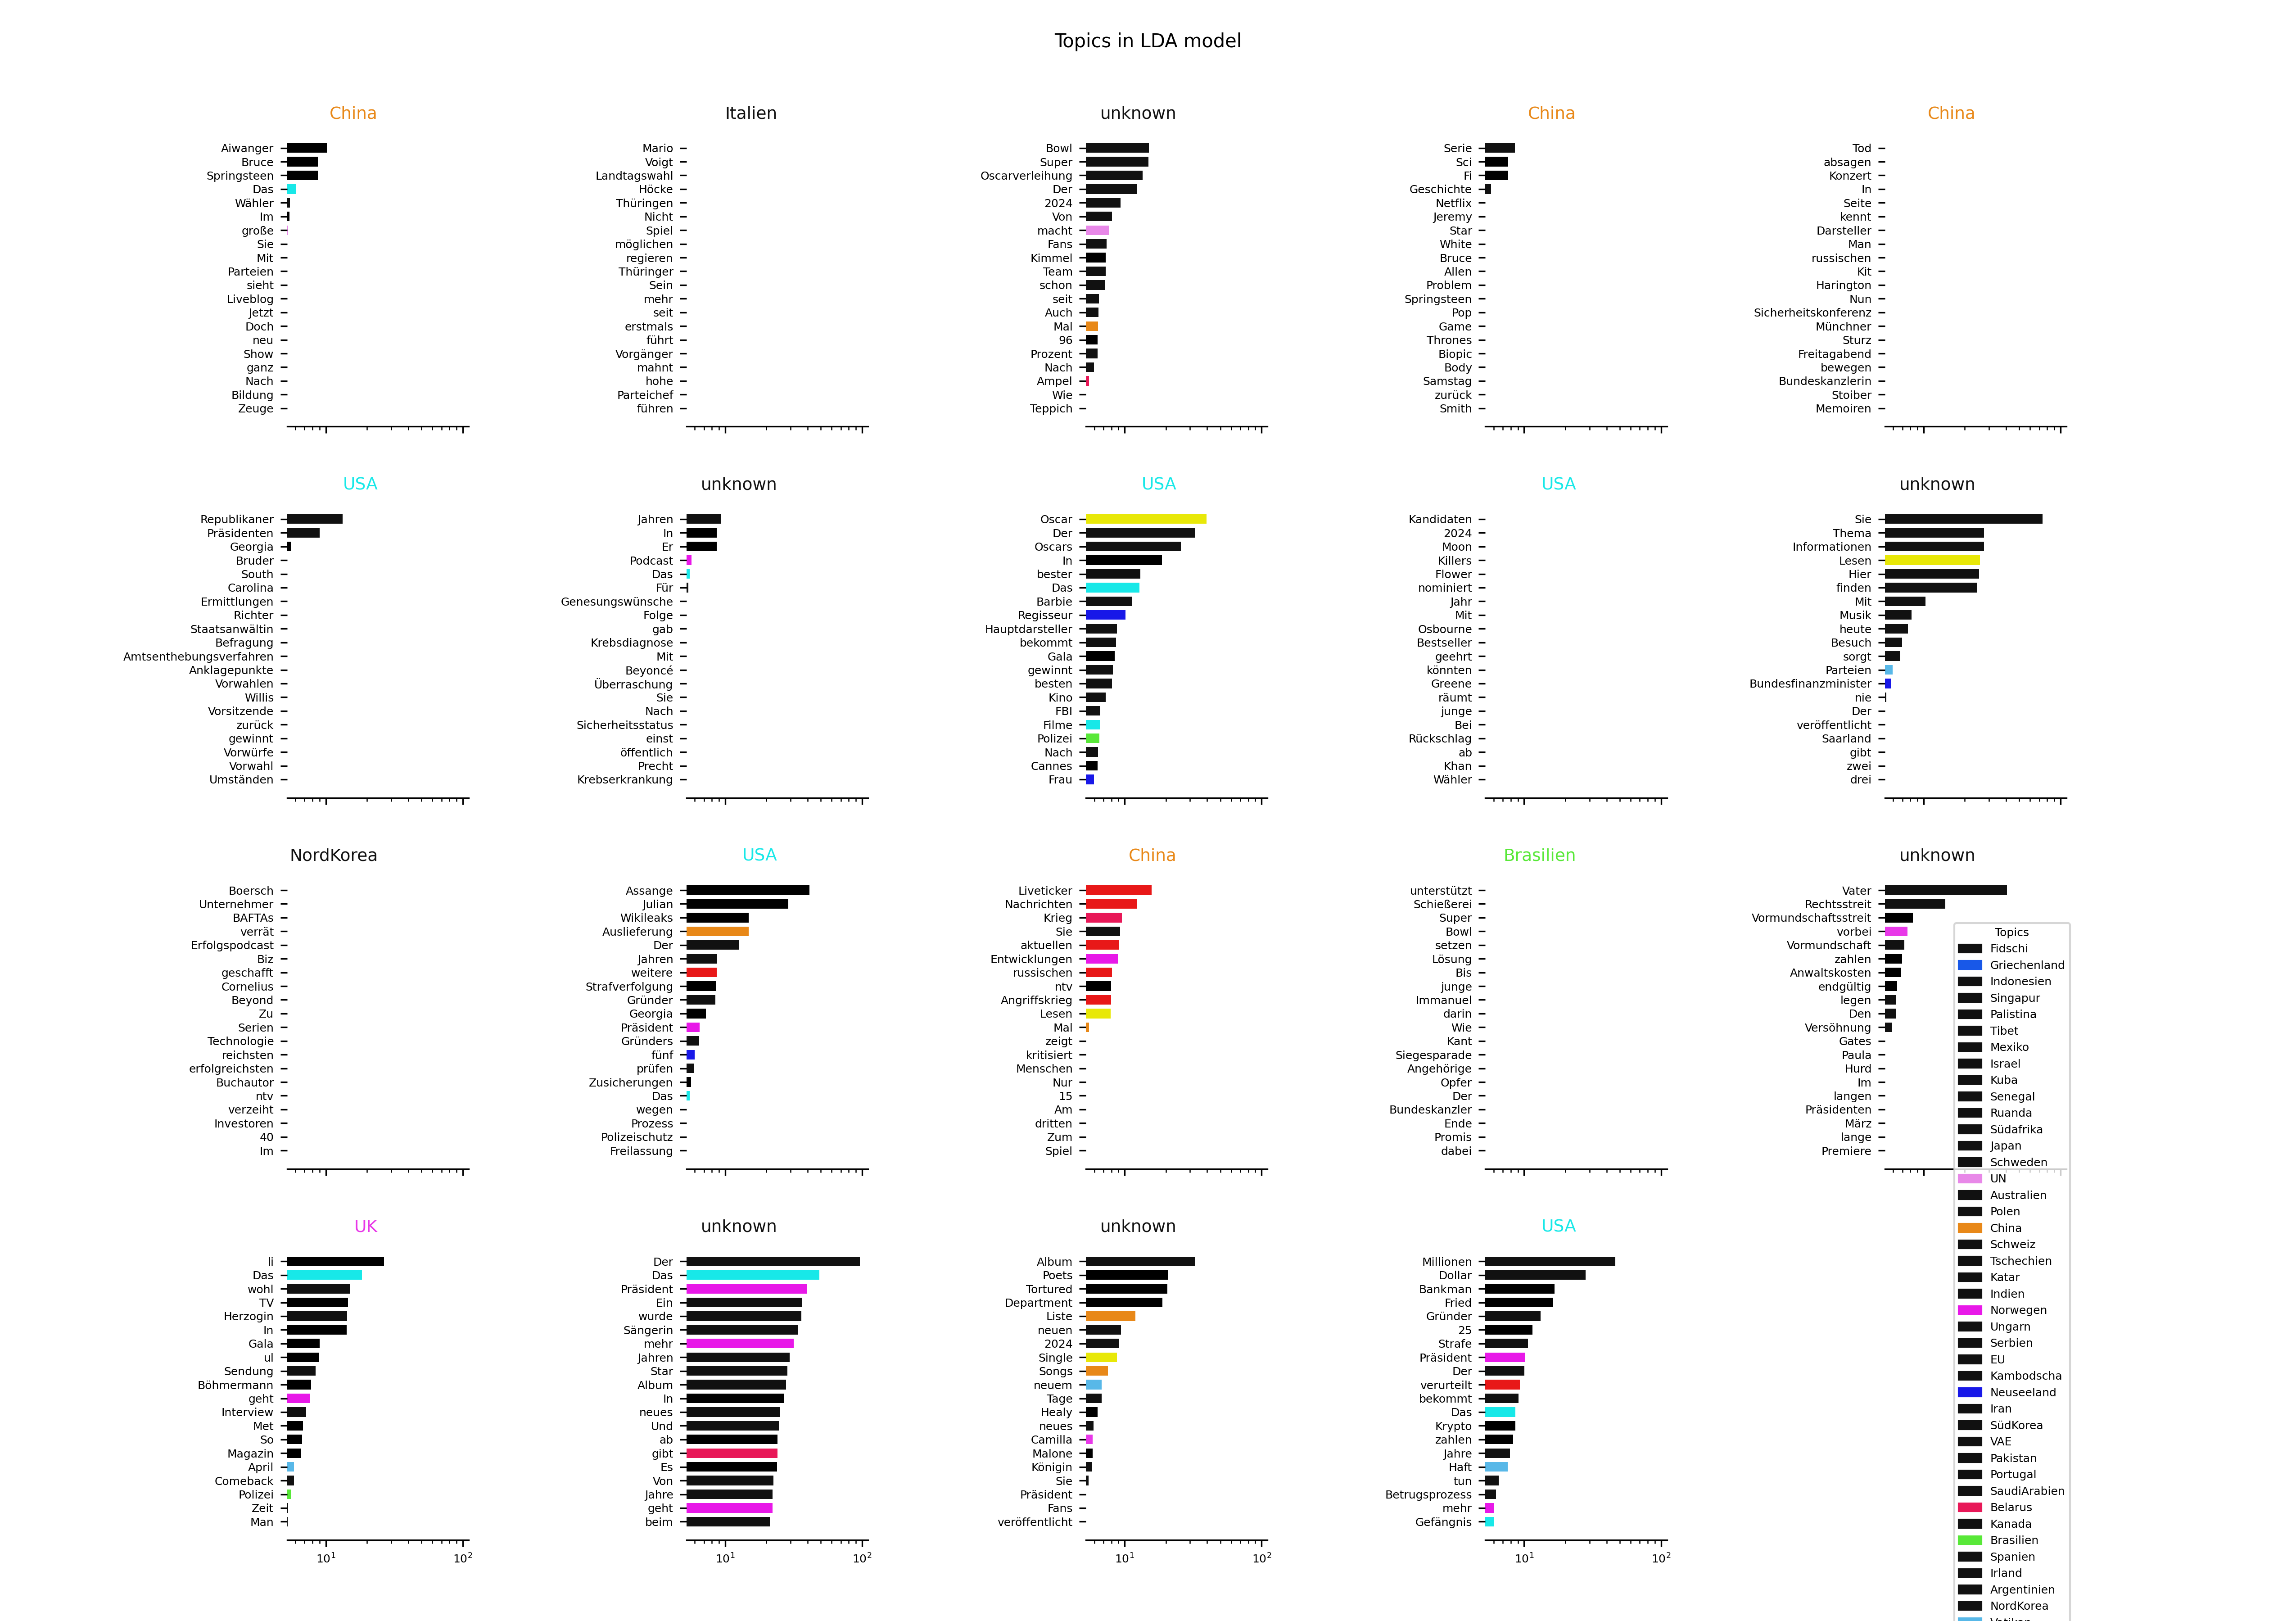 Topics in LDA model
China
Aiwanger
Bruce
Springsteen
Das
Wähler
Im
große
Sie
Mit
Parteien
sieht
Liveblog
Jetzt
Doch
neu
Show
ganz
Nach
Bildung
Zeuge
Italien
Mario
Voigt
Landtagswahl
Höcke
Thüringen
Nicht
Spiel
möglichen
regieren
Thüringer
Sein
mehr
seit
erstmals
führt
Vorgänger
mahnt
hohe
Parteichef
führen
unknown
Bowl
Super
Oscarverleihung
Der
2024
Von
macht
Fans
Kimmel
Team
schon
seit
Auch
Mal
96
Prozent
Nach
Ampel
Wie
Teppich
China
Serie
Sci
Fi
Geschichte
Netflix
Jeremy
Star
White
Bruce
Allen
Problem
Springsteen
Pop
Game
Thrones
Biopic
Body
Samstag
zurück
Smith
China
Tod
absagen
Konzert
In
Seite
kennt
Darsteller
Man
russischen
Kit
Harington
Nun
Sicherheitskonferenz
Münchner
Sturz
Freitagabend
bewegen
Bundeskanzlerin
Stoiber
Memoiren
USA
Republikaner
Präsidenten
Georgia
Bruder
South
Carolina
Ermittlungen
Richter
Staatsanwältin
Befragung
Amtsenthebungsverfahren
Anklagepunkte
Vorwahlen
Willis
Vorsitzende
zurück
gewinnt
Vorwürfe
Vorwahl
Umständen
unknown
Jahren
In
Er
Podcast
Das
Für
Genesungswünsche
Folge
gab
Krebsdiagnose
Mit
Beyoncé
Überraschung
Sie
Nach
Sicherheitsstatus
einst
öffentlich
Precht
Krebserkrankung
USA
Oscar
Der
Oscars
In
bester
Das
Barbie
Regisseur
Hauptdarsteller
bekommt
Gala
gewinnt
besten
Kino
FBI
Filme
Polizei
Nach
Cannes
Frau
USA
Kandidaten
2024
Moon
Killers
Flower
nominiert
Jahr
Mit
Osbourne
Bestseller
geehrt
könnten
Greene
räumt
junge
Bei
Rückschlag
ab
Khan
Wähler
unknown
Sie
Thema
Informationen
Lesen
Hier
finden
Mit
Musik
heute
Besuch
sorgt
Parteien
Bundesfinanzminister
nie
Der
veröffentlicht
Saarland
gibt
zwei
drei
NordKorea
Boersch
Unternehmer
BAFTAs
verrät
Erfolgspodcast
Biz
geschafft
Cornelius
Beyond
Zu
Serien
Technologie
reichsten
erfolgreichsten
Buchautor
ntv
verzeiht
Investoren
40
Im
USA
Assange
Julian
Wikileaks
Auslieferung
Der
Jahren
weitere
Strafverfolgung
Gründer
Georgia
Präsident
Gründers
fünf
prüfen
Zusicherungen
Das
wegen
Prozess
Polizeischutz
Freilassung
China
Liveticker
Nachrichten
Krieg
Sie
aktuellen
Entwicklungen
russischen
ntv
Angriffskrieg
Lesen
Mal
zeigt
kritisiert
Menschen
Nur
15
Am
dritten
Zum
Spiel
Brasilien
unterstützt
Schießerei
Super
Bowl
setzen
Lösung
Bis
junge
Immanuel
darin
Wie
Kant
Siegesparade
Angehörige
Opfer
Der
Bundeskanzler
Ende
Promis
dabei
unknown
Vater
Rechtsstreit
Vormundschaftsstreit
vorbei
Vormundschaft
zahlen
Anwaltskosten
endgültig
legen
Den
Versöhnung
Gates
Paula
Hurd
Im
langen
Präsidenten
März
lange
Premiere
UK
li
Das
wohl
TV
Herzogin
In
Gala
ul
Sendung
Böhmermann
geht
Interview
Met
So
Magazin
April
Comeback
Polizei
Zeit
Man
10^1 10^2
unknown
Der
Das
Präsident
Ein
wurde
Sängerin
mehr
Jahren
Star
Album
In
neues
Und
ab
gibt
Es
Von
Jahre
geht
beim
10^1 10^2
unknown
Album
Poets
Tortured
Department
Liste
neuen
2024
Single
Songs
neuem
Tage
Healy
neues
Camilla
Malone
Königin
Sie
Präsident
Fans
veröffentlicht
10^1 10^2
USA
Millionen
Dollar
Bankman
Fried
Gründer
25
Strafe
Präsident
Der
verurteilt
bekommt
Das
Krypto
zahlen
Jahre
Haft
tun
Betrugsprozess
mehr
Gefängnis
10^1 10^2
Topics
Fidschi
Griechenland
Indonesien
Singapur
Palistina
Tibet
Mexiko
Israel
Kuba
Senegal
Ruanda
Südafrika
Japan
Schweden
UN
Australien
Polen
China
Schweiz
Tschechien
Katar
Indien
Norwegen
Ungarn
Serbien
EU
Kambodscha
Neuseeland
Iran
SüdKorea
VAE
Pakistan
Portugal
SaudiArabien
Belarus
Kanada
Brasilien
Spanien
Irland
Argentinien
NordKorea